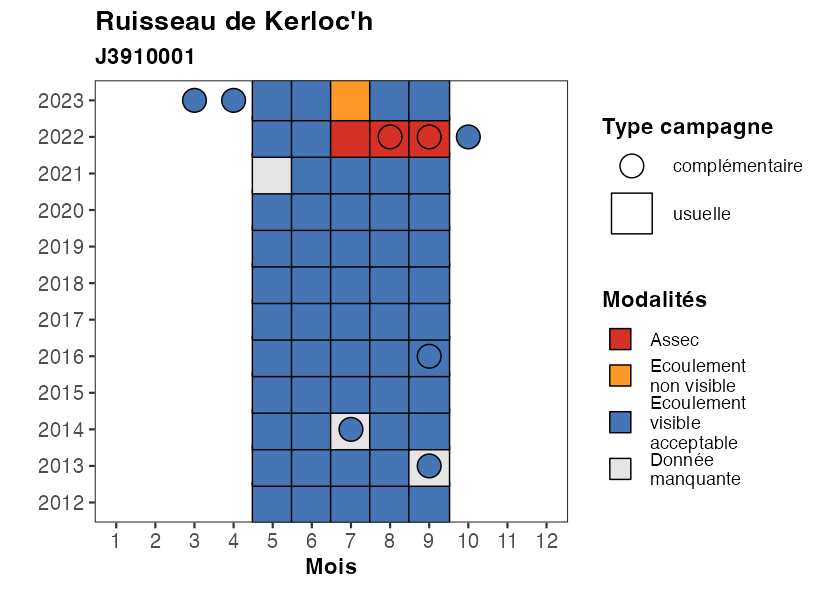 Ruisseau de Kerloc'h
J3910001
2023
2022
2021
2020
2019
2018
2017
2016
2015
2014
2013
2012
1 2 3 4 5 6 7 8 9 10 11 12
Mois
Type campagne
complémentaire
usuelle
Modalités
Assec
Ecoulement
non visible
Ecoulement
visible
acceptable
Donnée
manquante